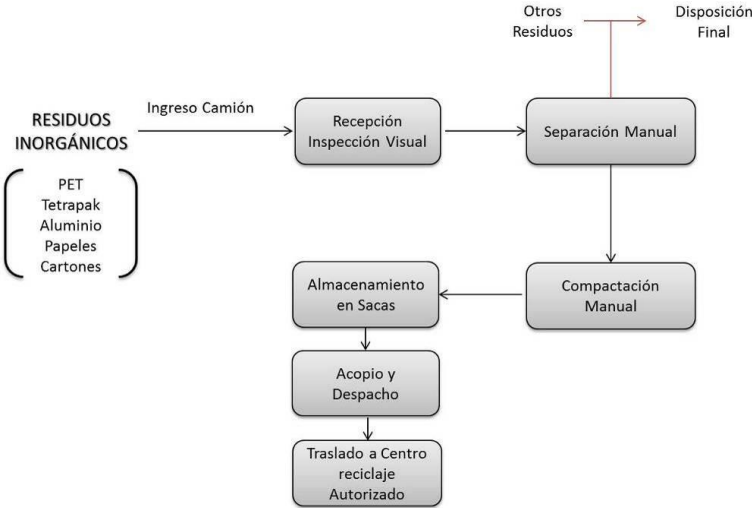 Otros
Residuos
Disposición
Final
Ingreso Camión
RESIDUOS
INORGÁNICOS
PET
Tetrapak
Aluminio
Papeles
Cartones
Recepción
Inspección Visual
Separación Manual
Compactación
Manual
Almacenamiento
en Sacas
Acopio y
Despacho
Traslado a Centro
reciclaje
Autorizado